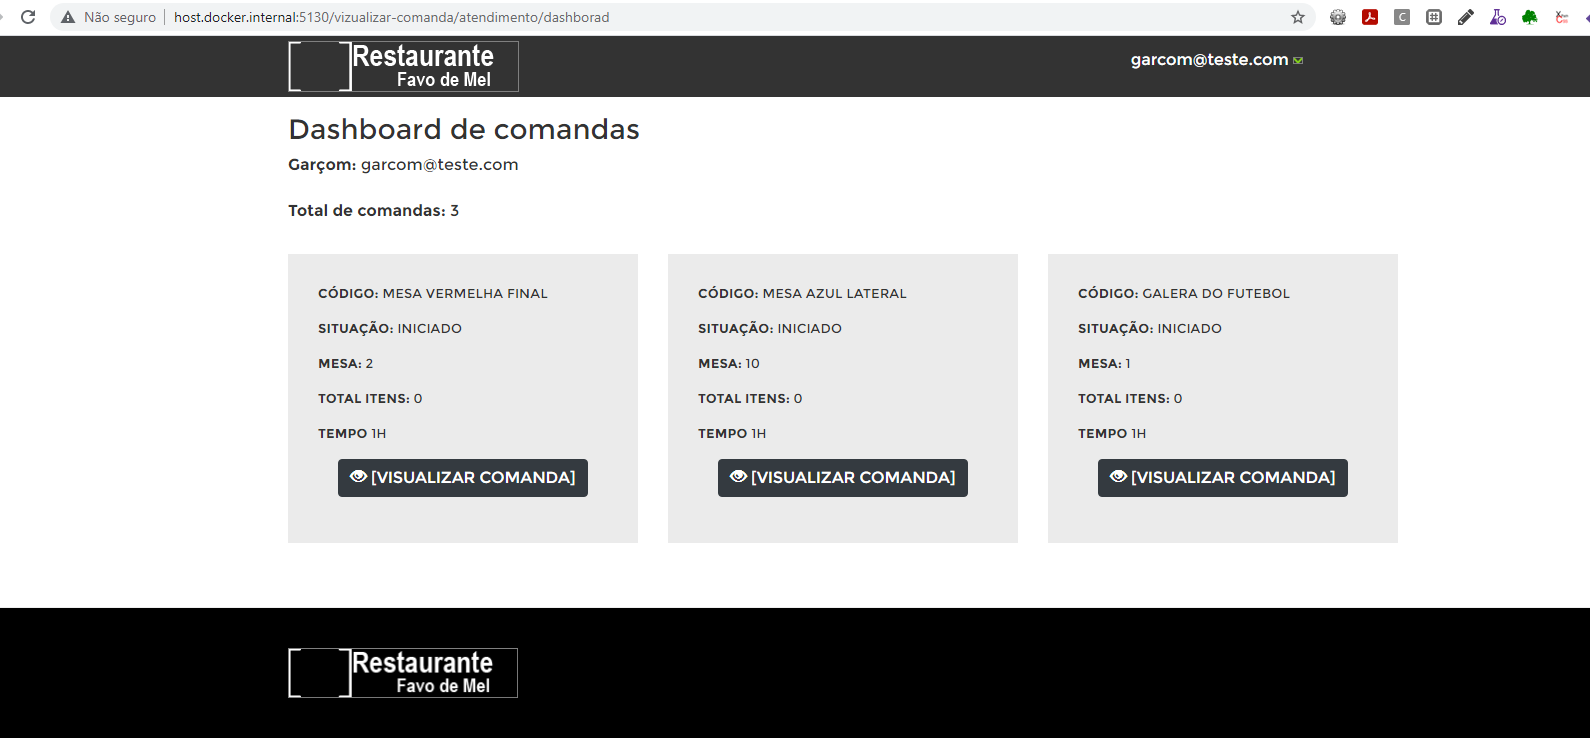 Não seguro host.docker.internal:5130/vizualizar-comanda/atendimento/dashborad
Restaurante
Favo de Mel
garcom@teste.com
Dashboard de comandas
Garçom: garcom@teste.com
Total de comandas: 3
CÓDIGO: MESA VERMELHA FINAL
SITUAÇÃO: INICIADO
MESA: 2
TOTAL ITENS: 0
TEMPO 1H
[VISUALIZAR COMANDA]
CÓDIGO: MESA AZUL LATERAL
SITUAÇÃO: INICIADO
MESA: 10
TOTAL ITENS: 0
TEMPO 1H
[VISUALIZAR COMANDA]
CÓDIGO: GALERA DO FUTEBOL
SITUAÇÃO: INICIADO
MESA: 1
TOTAL ITENS: 0
TEMPO 1H
[VISUALIZAR COMANDA]
Restaurante
Favo de Mel